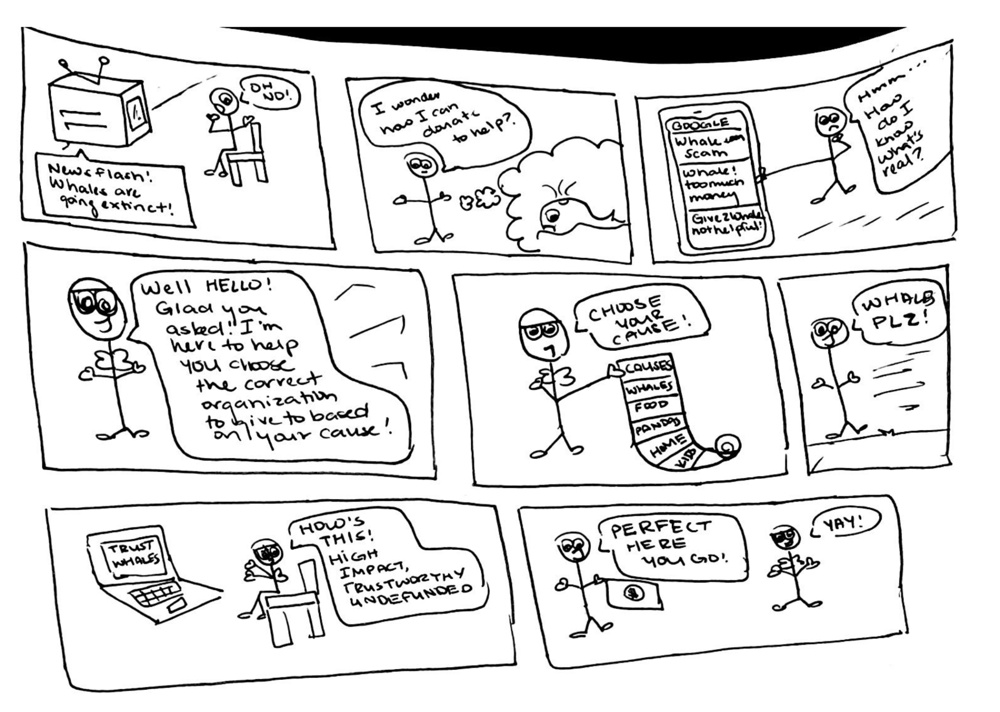 Newsflash!
Whales are
going extinct!
OH
NO!
I wonder
how I can
donate
to help?
GOOGLE
Whale
scam
Whale!
too much
money
Give2Whale
not helpful!
Hmm....
How
do I
know
what's
real?
Well HELLO!
Glad you
asked! I'm
here to help
you choose
the correct
organization
to give to based
on your cause!
CHOOSE
YOUR
CAUSE!
CAUSES
WHALES
FOOD
PANDAS
HOME
KIDS
WHALES
PLZ!
TRUST
WHALES
HOW'S
THIS!
HIGH
IMPACT,
TRUSTWORTHY
UNDEFUNDED
PERFECT
HERE
YOU GO!
$
YAY!